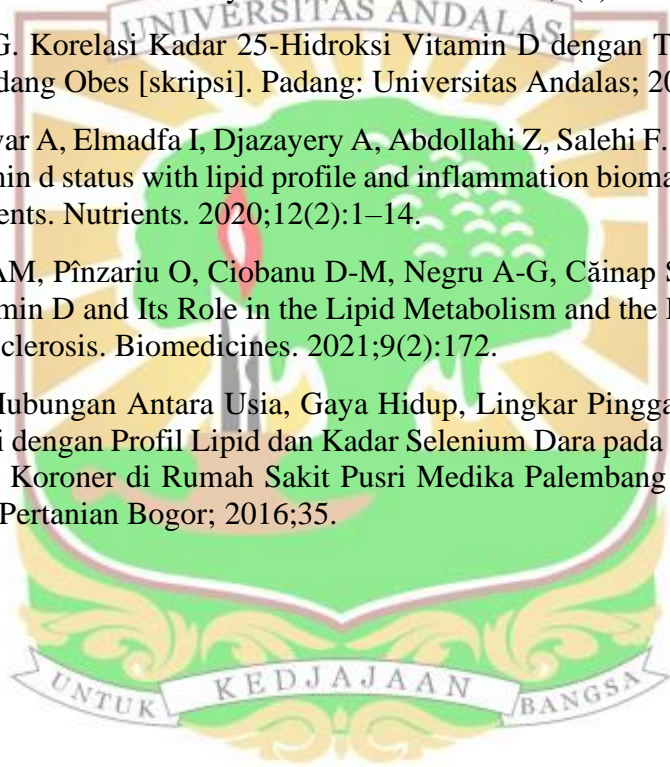 UNIVERSITAS ANDALAS
G. Korelasi Kadar 25-Hidroksi Vitamin D dengan T
dang Obes [skripsi]. Padang: Universitas Andalas; 20
var A, Elmadfa I, Djazayery A, Abdollahi Z, Salehi F.
nin d status with lipid profile and inflammation bioma
ents. Nutrients. 2020;12(2):1–14.
AM, Pînzariu O, Ciobanu D-M, Negru A-G, Căinap S
min D and Its Role in the Lipid Metabolism and the
sclerosis. Biomedicines. 2021;9(2):172.
Hubungan Antara Usia, Gaya Hidup, Lingkar Pingga
i dengan Profil Lipid dan Kadar Selenium Dara pada
Koroner di Rumah Sakit Pusri Medika Palembang
Pertanian Bogor; 2016;35.
UNTUK KEDJAJAAN BANGSA